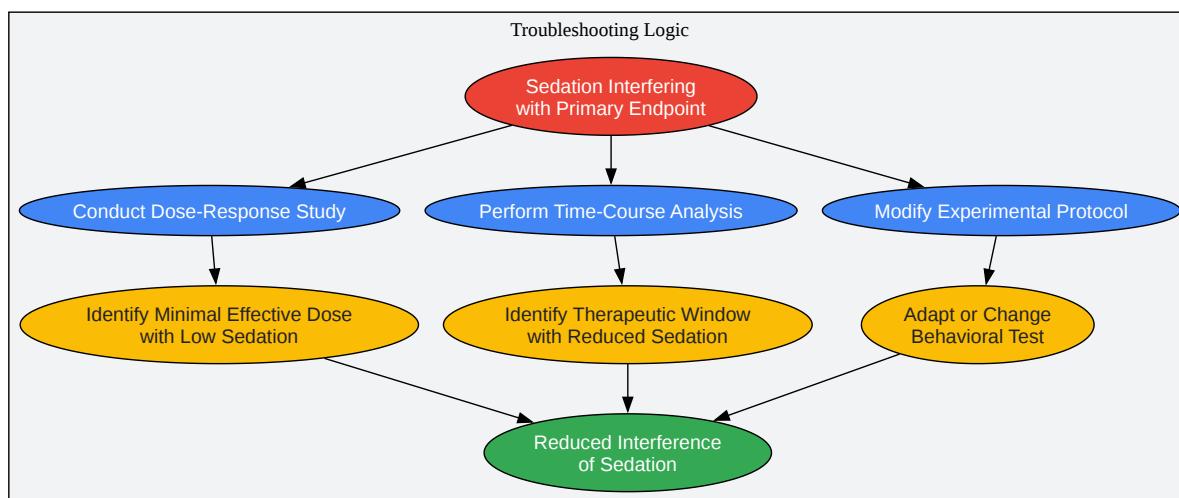 Troubleshooting Logic
Sedation Interfering
with Primary Endpoint
Conduct Dose-Response Study
Perform Time-Course Analysis
Modify Experimental Protocol
Identify Minimal Effective Dose
with Low Sedation
Identify Therapeutic Window
with Reduced Sedation
Adapt or Change
Behavioral Test
Reduced Interference
of Sedation